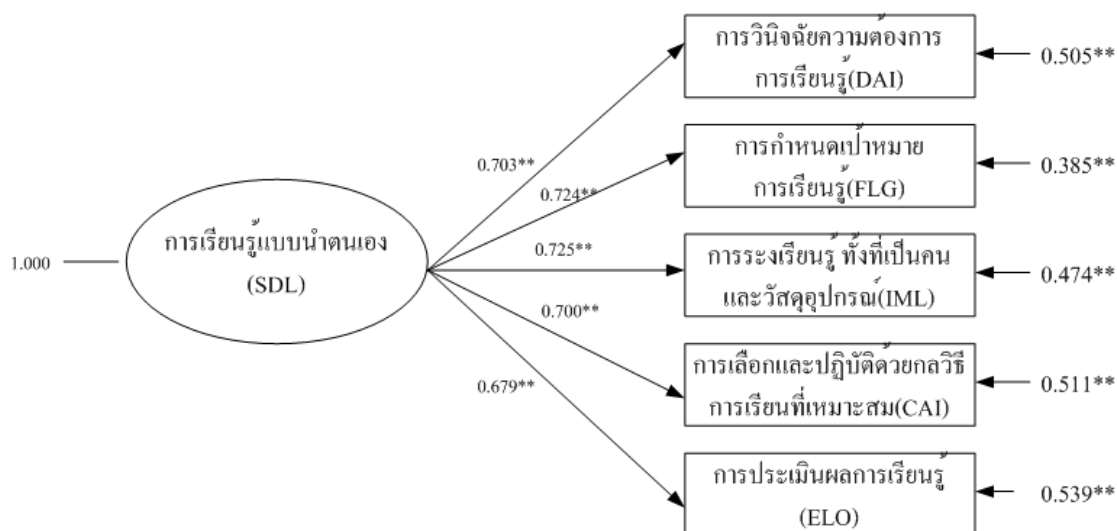 การวินิจฉัยความต้องการ
การเรียนรู้(DAI)
0.505**
0.703**
การกำหนดเป้าหมาย
การเรียนรู้(FLG)
0.385**
0.724**
การเรียนรู้แบบนำตนเอง
(SDL)
1.000
0.725**
การระงเรียนรู้ ทั้งที่เป็นคน
และวัสดุอุปกรณ์(IML)
0.474**
0.700**
การเลือกและปฏิบัติด้วยกลวิธี
การเรียนที่เหมาะสม(CAI)
0.511**
0.679**
การประเมินผลการเรียนรู้
(ELO)
0.539**